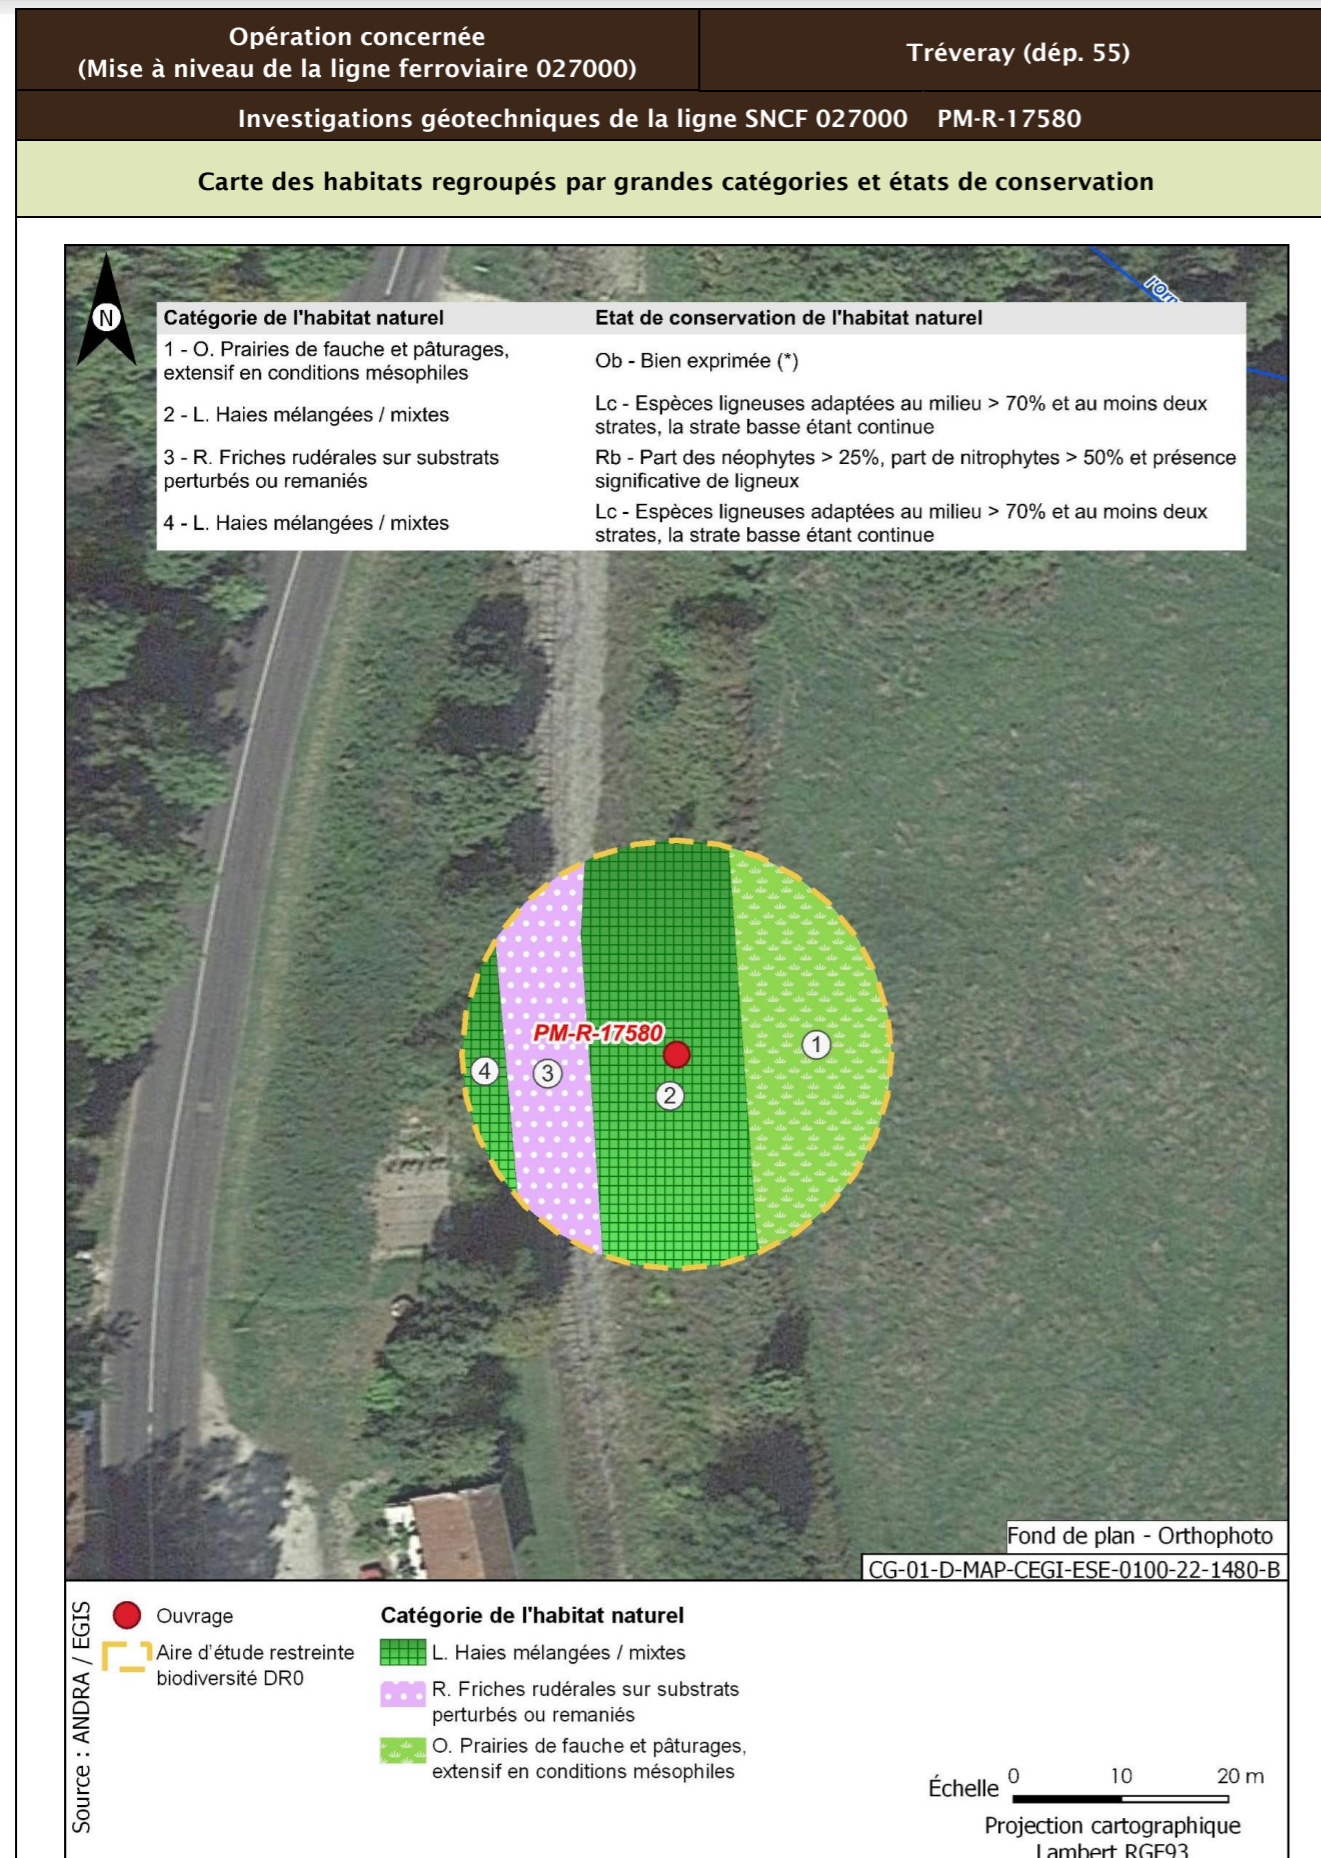 Opération concernée
(Mise à niveau de la ligne ferroviaire 027000)
Tréveray (dép. 55)
Investigations géotechniques de la ligne SNCF 027000 PM-R-17580
Carte des habitats regroupés par grandes catégories et états de conservation
N
Catégorie de l'habitat naturel
Etat de conservation de l'habitat naturel
1 - O. Prairies de fauche et pâturages,
extensif en conditions mésophiles
Ob - Bien exprimée (*)
2 - L. Haies mélangées / mixtes
Lc - Espèces ligneuses adaptées au milieu > 70% et au moins deux
strates, la strate basse étant continue
3 - R. Friches rudérales sur substrats
perturbés ou remaniés
Rb - Part des néophytes > 25%, part de nitrophytes > 50% et présence
significative de ligneux
4 - L. Haies mélangées / mixtes
Lc - Espèces ligneuses adaptées au milieu > 70% et au moins deux
strates, la strate basse étant continue
PM-R-17580
1
2
3
4
Fond de plan - Orthophoto
CG-01-D-MAP-CEGI-ESE-0100-22-1480-B
Source : ANDRA / EGIS
Ouvrage
Aire d'étude restreinte
biodiversité DR0
Catégorie de l'habitat naturel
L. Haies mélangées / mixtes
R. Friches rudérales sur substrats
perturbés ou remaniés
O. Prairies de fauche et pâturages,
extensif en conditions mésophiles
Échelle 0 10 20 m
Projection cartographique
Lambert RGF93